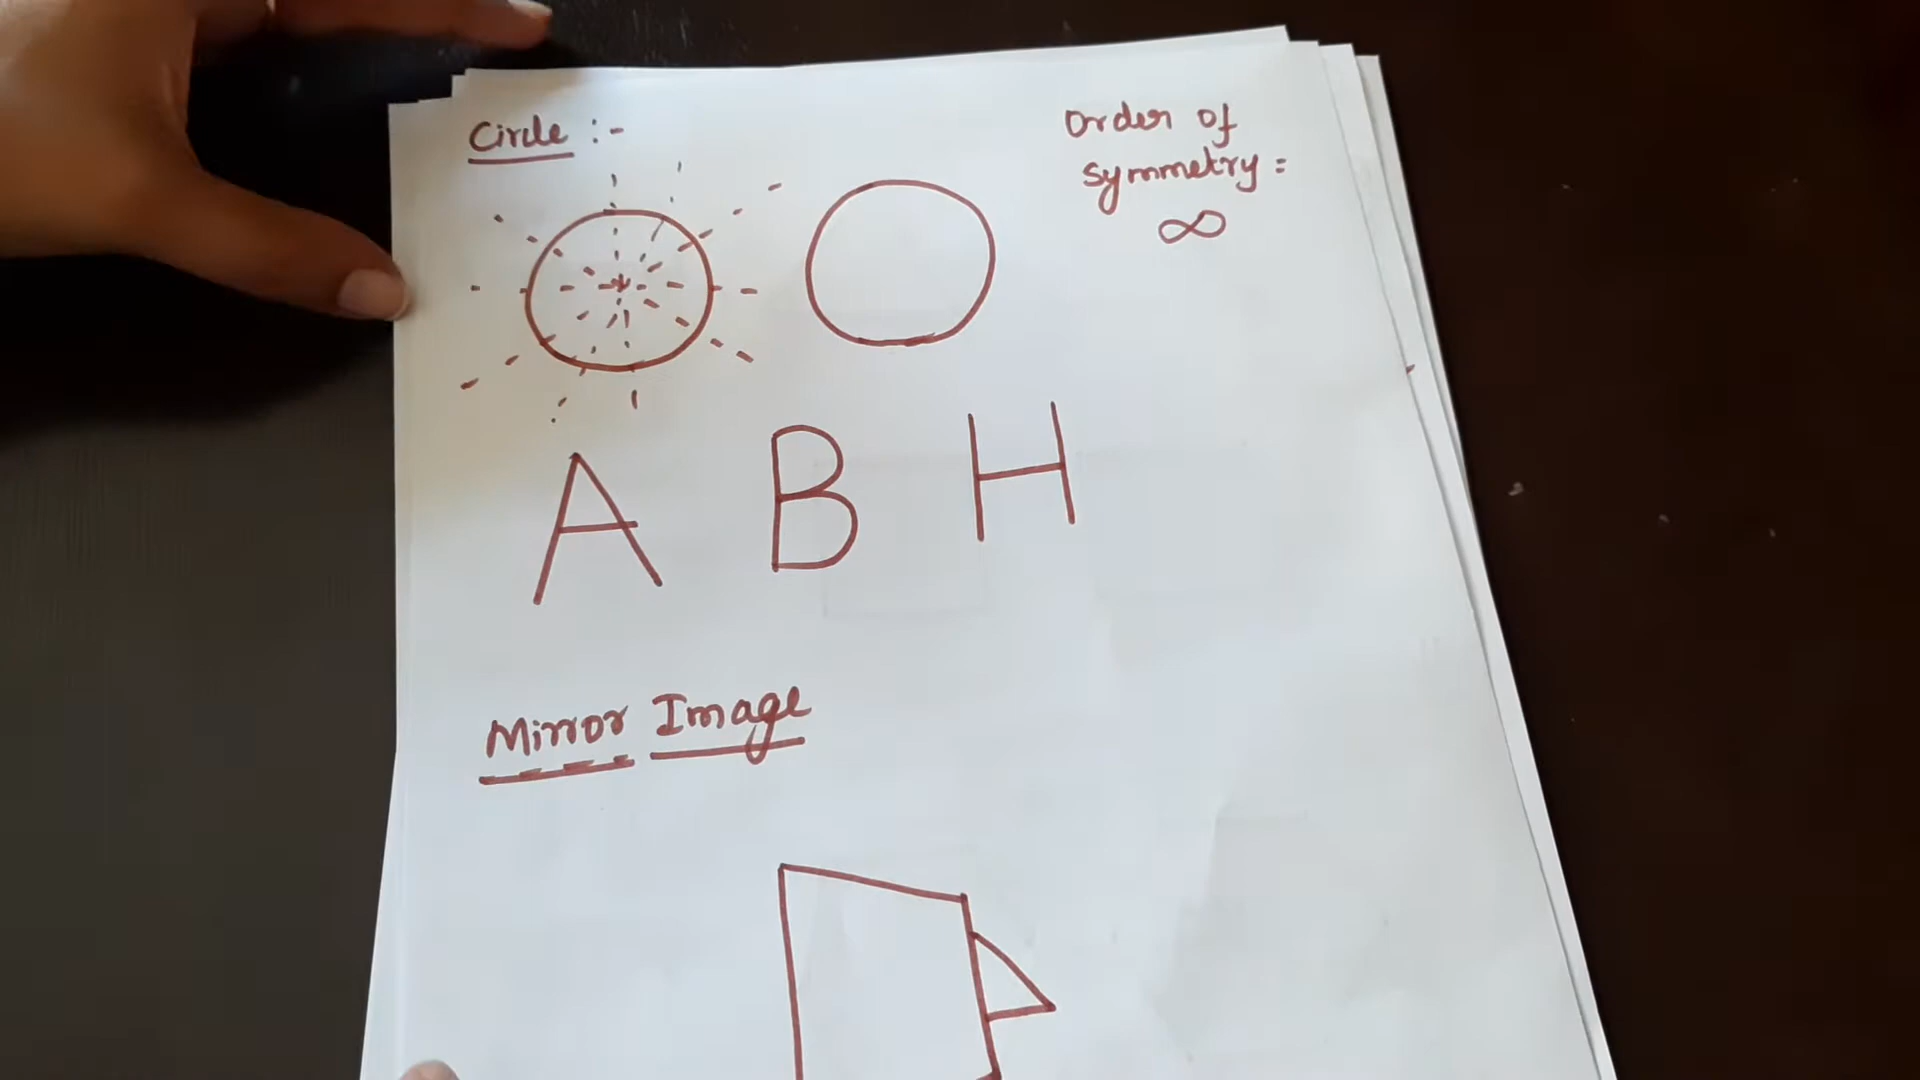 Circle :-
Order of
symmetry =
∞
A B H
Mirror Image